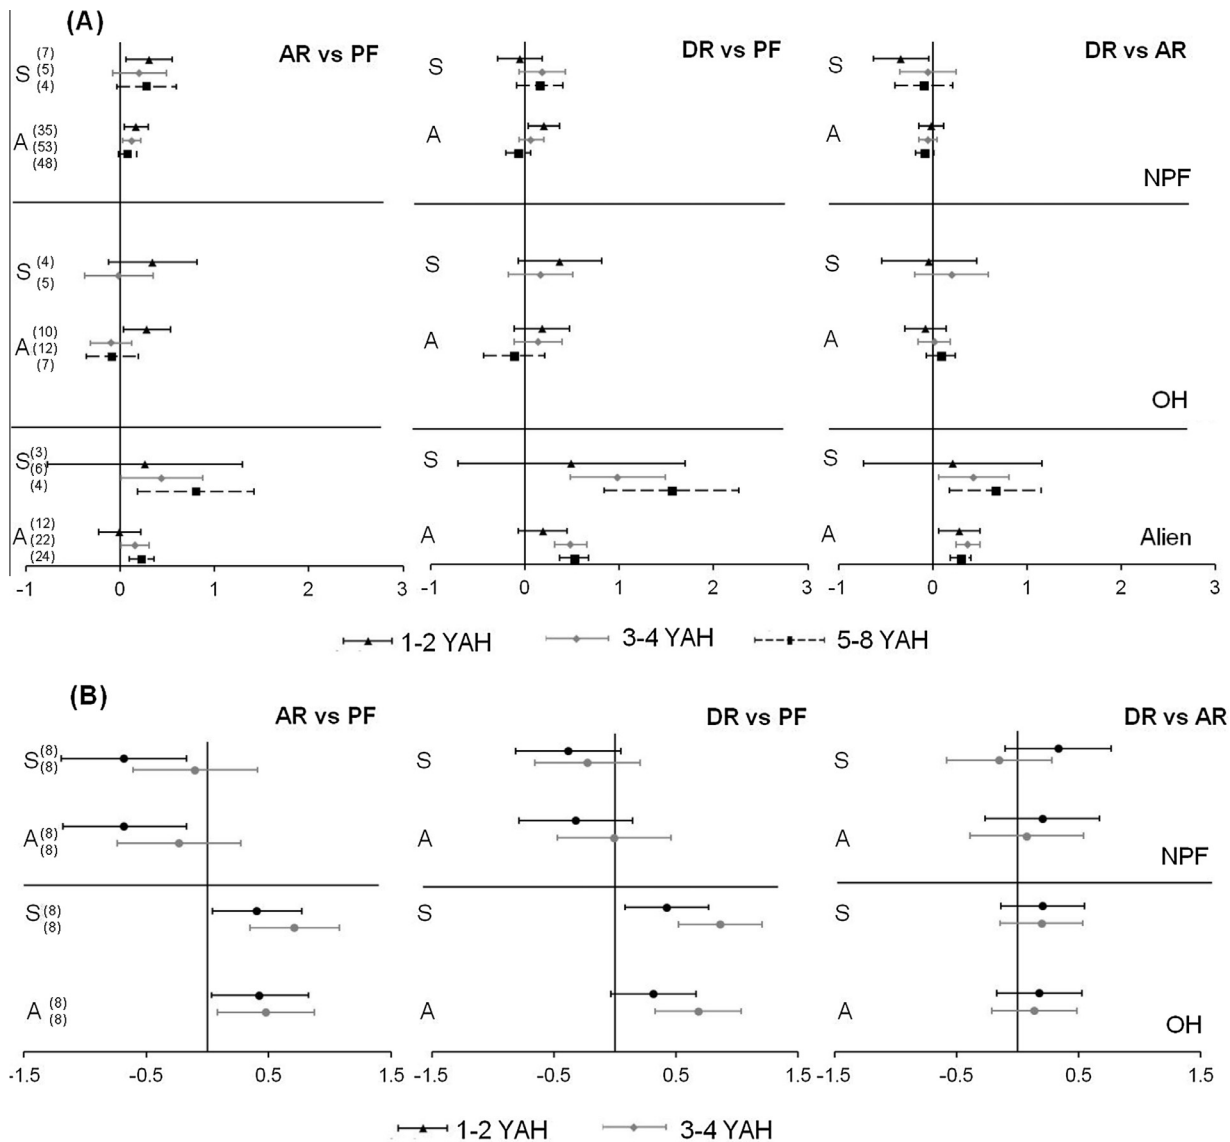 (A)
AR vs PF
DR vs PF
DR vs AR
S (7) S S
(5)
(4)
A (35) A A
(53)
(48)
NPF
S (4) S S
(5)
A (10) A A
(12)
(7)
OH
S (3) S S
(6)
(4)
A (12) A A
(22)
(24)
Alien
-1 0 1 2 3 -1 0 1 2 3 -1 0 1 2 3
1-2 YAH 3-4 YAH 5-8 YAH
(B)
AR vs PF
DR vs PF
DR vs AR
S (8) S S
(8)
A (8) A A
(8)
NPF
S (8) S S
(8)
A (8) A A
(8)
OH
-1.5 -0.5 0.5 1.5 -1.5 -0.5 0.5 1.5 -1.5 -0.5 0.5 1.5
1-2 YAH 3-4 YAH